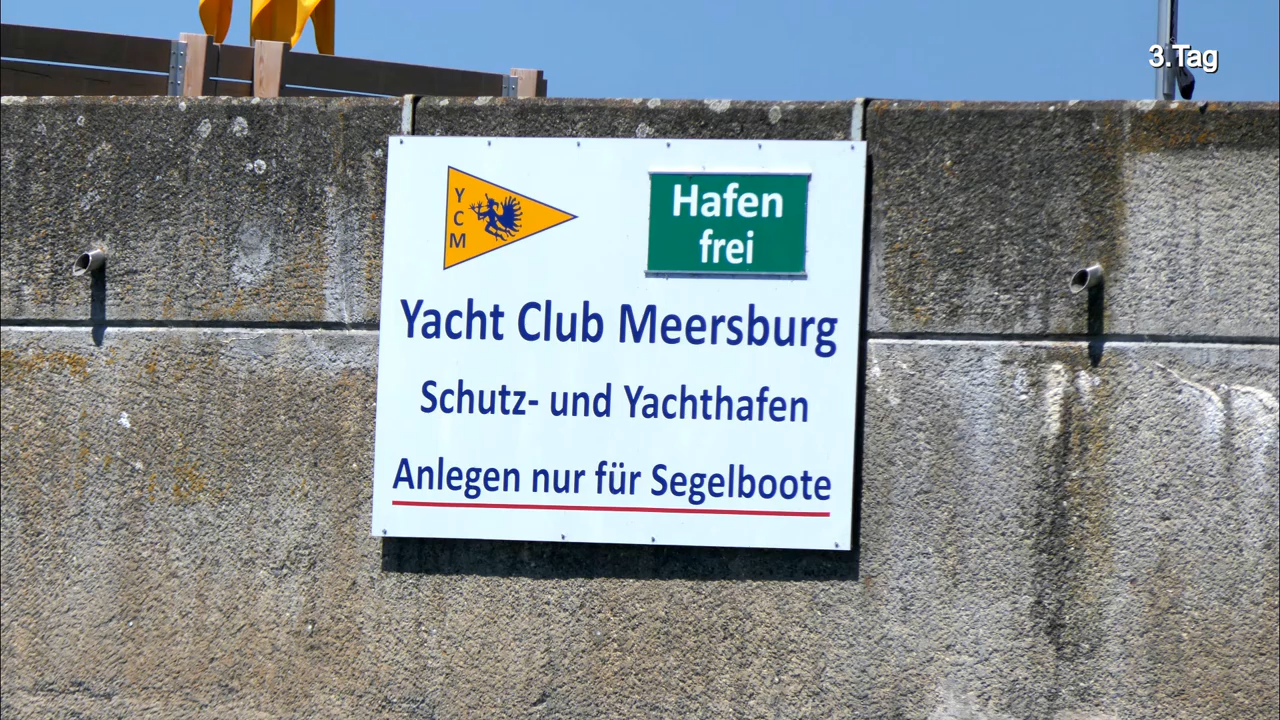 3.Tag
Y
C
M
Hafen
frei
Yacht Club Meersburg
Schutz- und Yachthafen
Anlegen nur für Segelboote